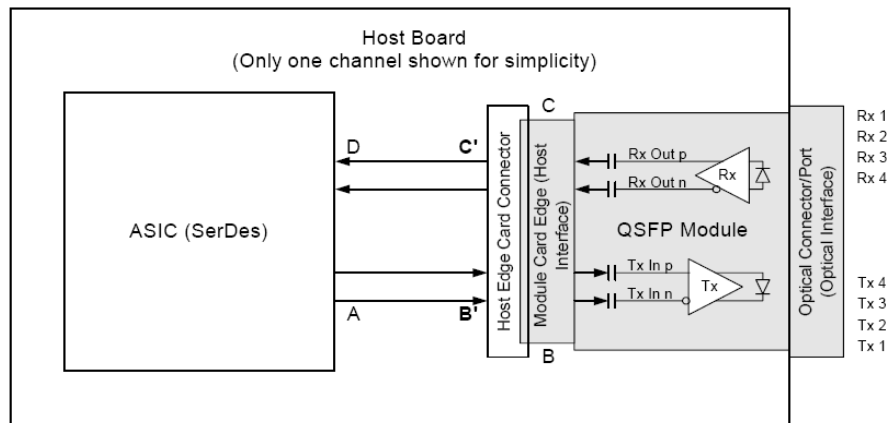 Host Board
(Only one channel shown for simplicity)
ASIC (SerDes)
D
C'
C
A
B'
B
Host Edge Card Connector
Module Card Edge (Host
Interface)
Rx Out p
Rx Out n
Rx
QSFP Module
Tx In p
Tx In n
Tx
Optical Connector/Port
(Optical Interface)
Rx 1
Rx 2
Rx 3
Rx 4
Tx 4
Tx 3
Tx 2
Tx 1